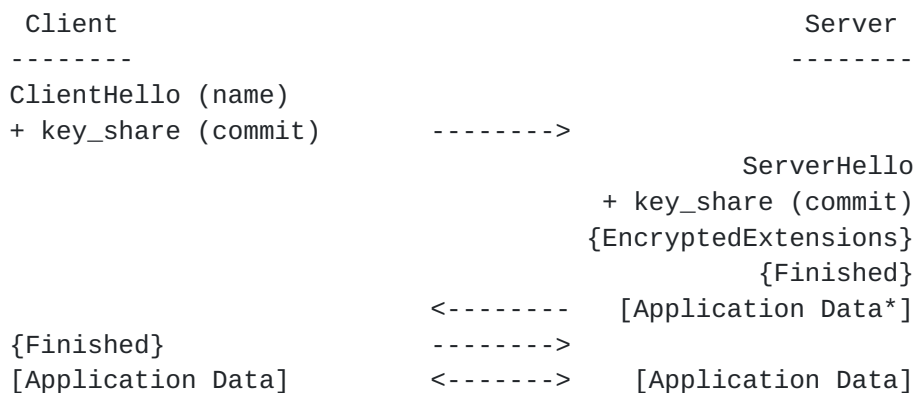 Client                                           Server
--------                                       --------
ClientHello (name)
+ key_share (commit)       -------->
ServerHello
+ key_share (commit)
{EncryptedExtensions}
{Finished}
<--------   [Application Data*]
{Finished}                 -------->
[Application Data]         <------->    [Application Data]